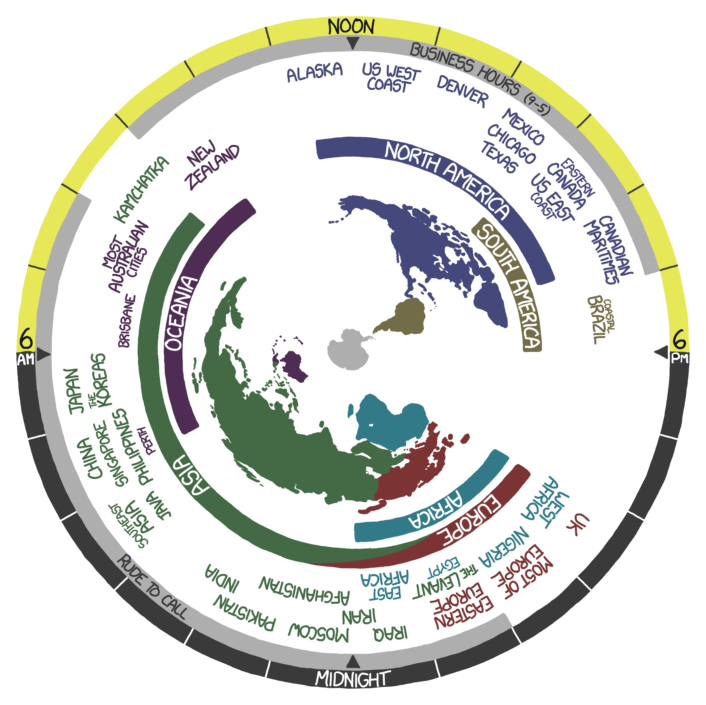 NOON
BUSINESS HOURS (9-5)
ALASKA
US WEST
COAST
DENVER
MEXICO
CHICAGO
TEXAS
EASTERN
CANADA
US EAST
COAST
CANADIAN
MARITIMES
NEW
ZEALAND
KAMCHATKA
NORTH AMERICA
SOUTH AMERICA
MOST
AUSTRALIAN
CITIES
BRISBANE
OCEANIA
COASTAL
BRAZIL
6
AM
6
PM
JAPAN
THE
KOREAS
CHINA
SINGAPORE
PHILIPPINES
PERTH
SOUTHEAST
ASIA
JAVA
ASIA
AFRICA
EUROPE
WEST
AFRICA
UK
NIGERIA
MOST OF
EUROPE
EGYPT
THE LEVANT
EASTERN
EUROPE
EAST
AFRICA
IRAQ
IRAN
MOSCOW
AFGHANISTAN
PAKISTAN
INDIA
RUDE TO CALL
MIDNIGHT